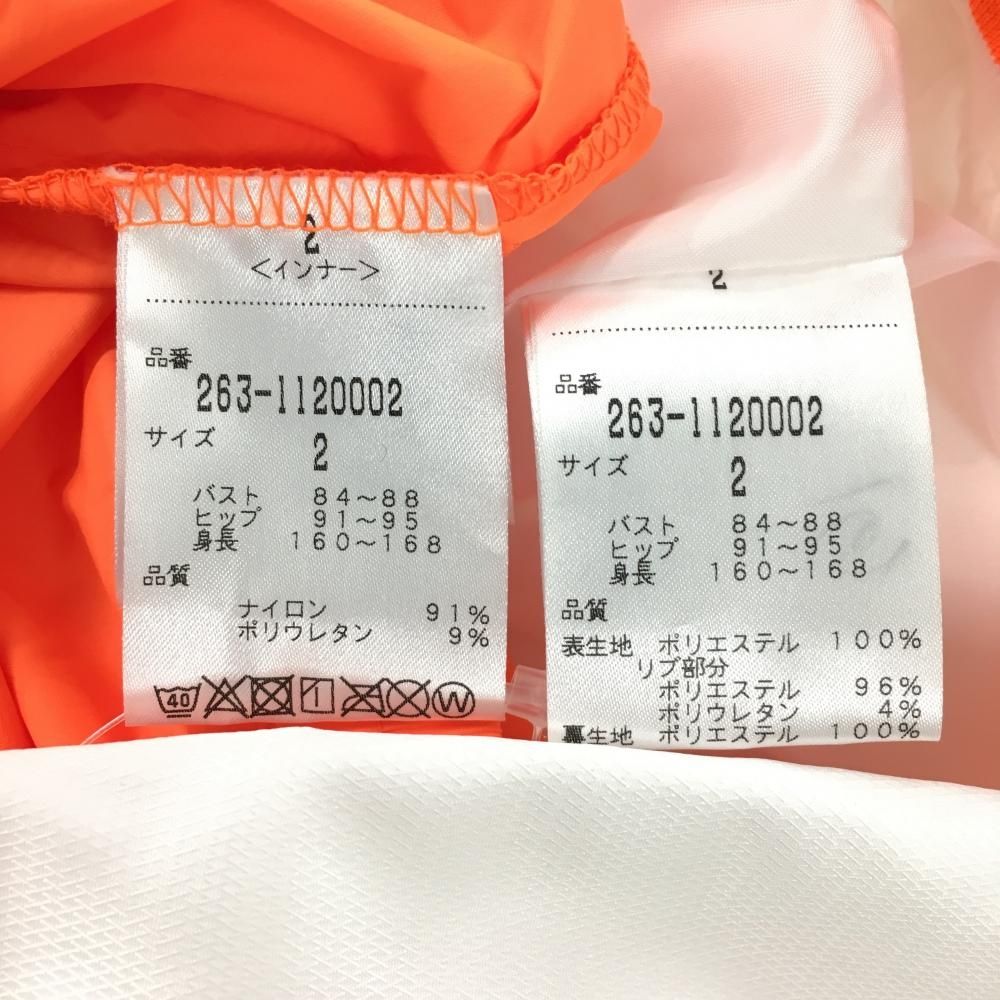 2
＜インナー＞
品番
263-1120002
サイズ
2
バスト 84～88
ヒップ 91～95
身長 160～168
品質
ナイロン 91%
ポリウレタン 9%
40 W
2
品番
263-1120002
サイズ
2
バスト 84～88
ヒップ 91～95
身長 160～168
品質
表生地 ポリエステル 100%
リブ部分
ポリエステル 96%
ポリウレタン 4%
裏生地 ポリエステル 100%